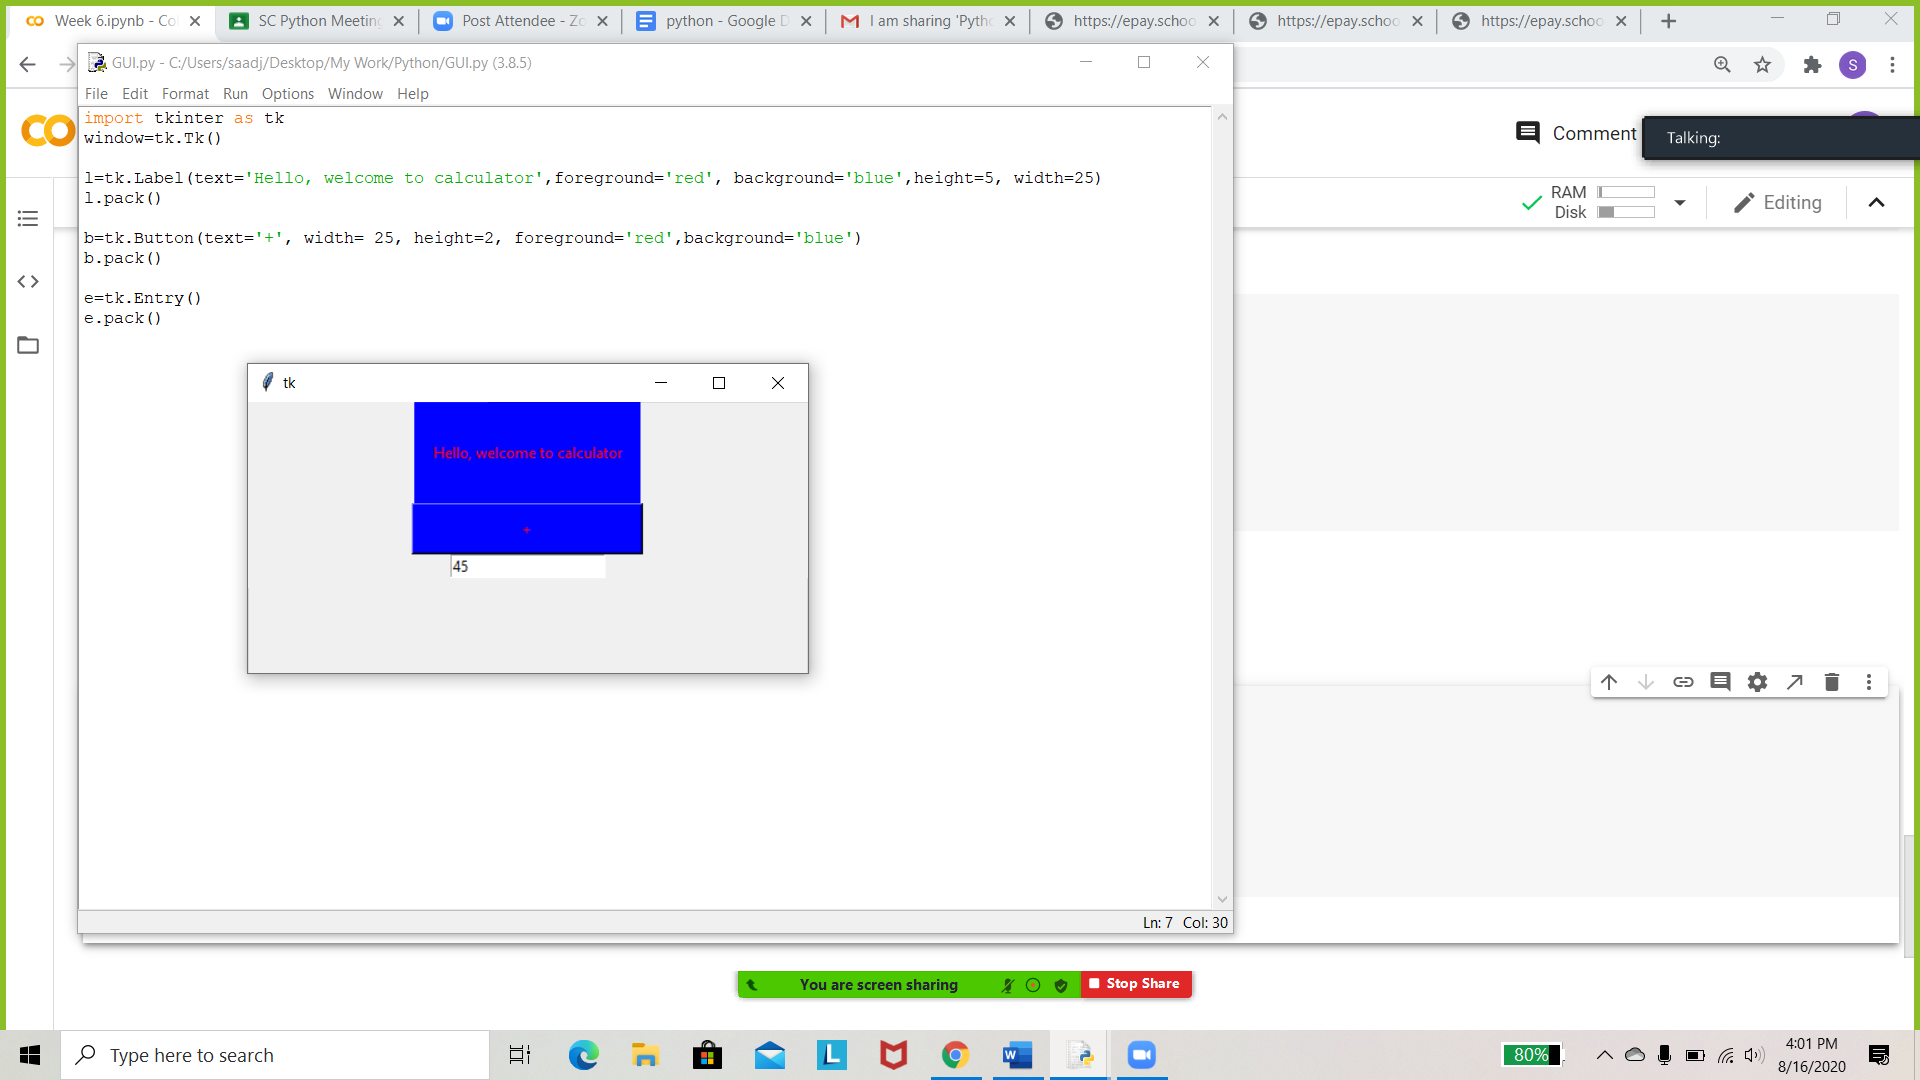 Week 6.ipynb - Co
SC Python Meeting
Post Attendee - Zo
python - Google D
I am sharing 'Pytho
https://epay.schoo
https://epay.schoo
https://epay.schoo
GUI.py - C:/Users/saadj/Desktop/My Work/Python/GUI.py (3.8.5)
S
File Edit Format Run Options Window Help
import tkinter as tk
window=tk.Tk()
l=tk.Label(text='Hello, welcome to calculator',foreground='red', background='blue',height=5, width=25)
l.pack()
b=tk.Button(text='+', width= 25, height=2, foreground='red',background='blue')
b.pack()
e=tk.Entry()
e.pack()
Comment
Talking:
RAM
Disk
Editing
tk
Hello, welcome to calculator
+
45
Ln: 7 Col: 30
You are screen sharing
Stop Share
Type here to search
L
W
80%
4:01 PM
8/16/2020